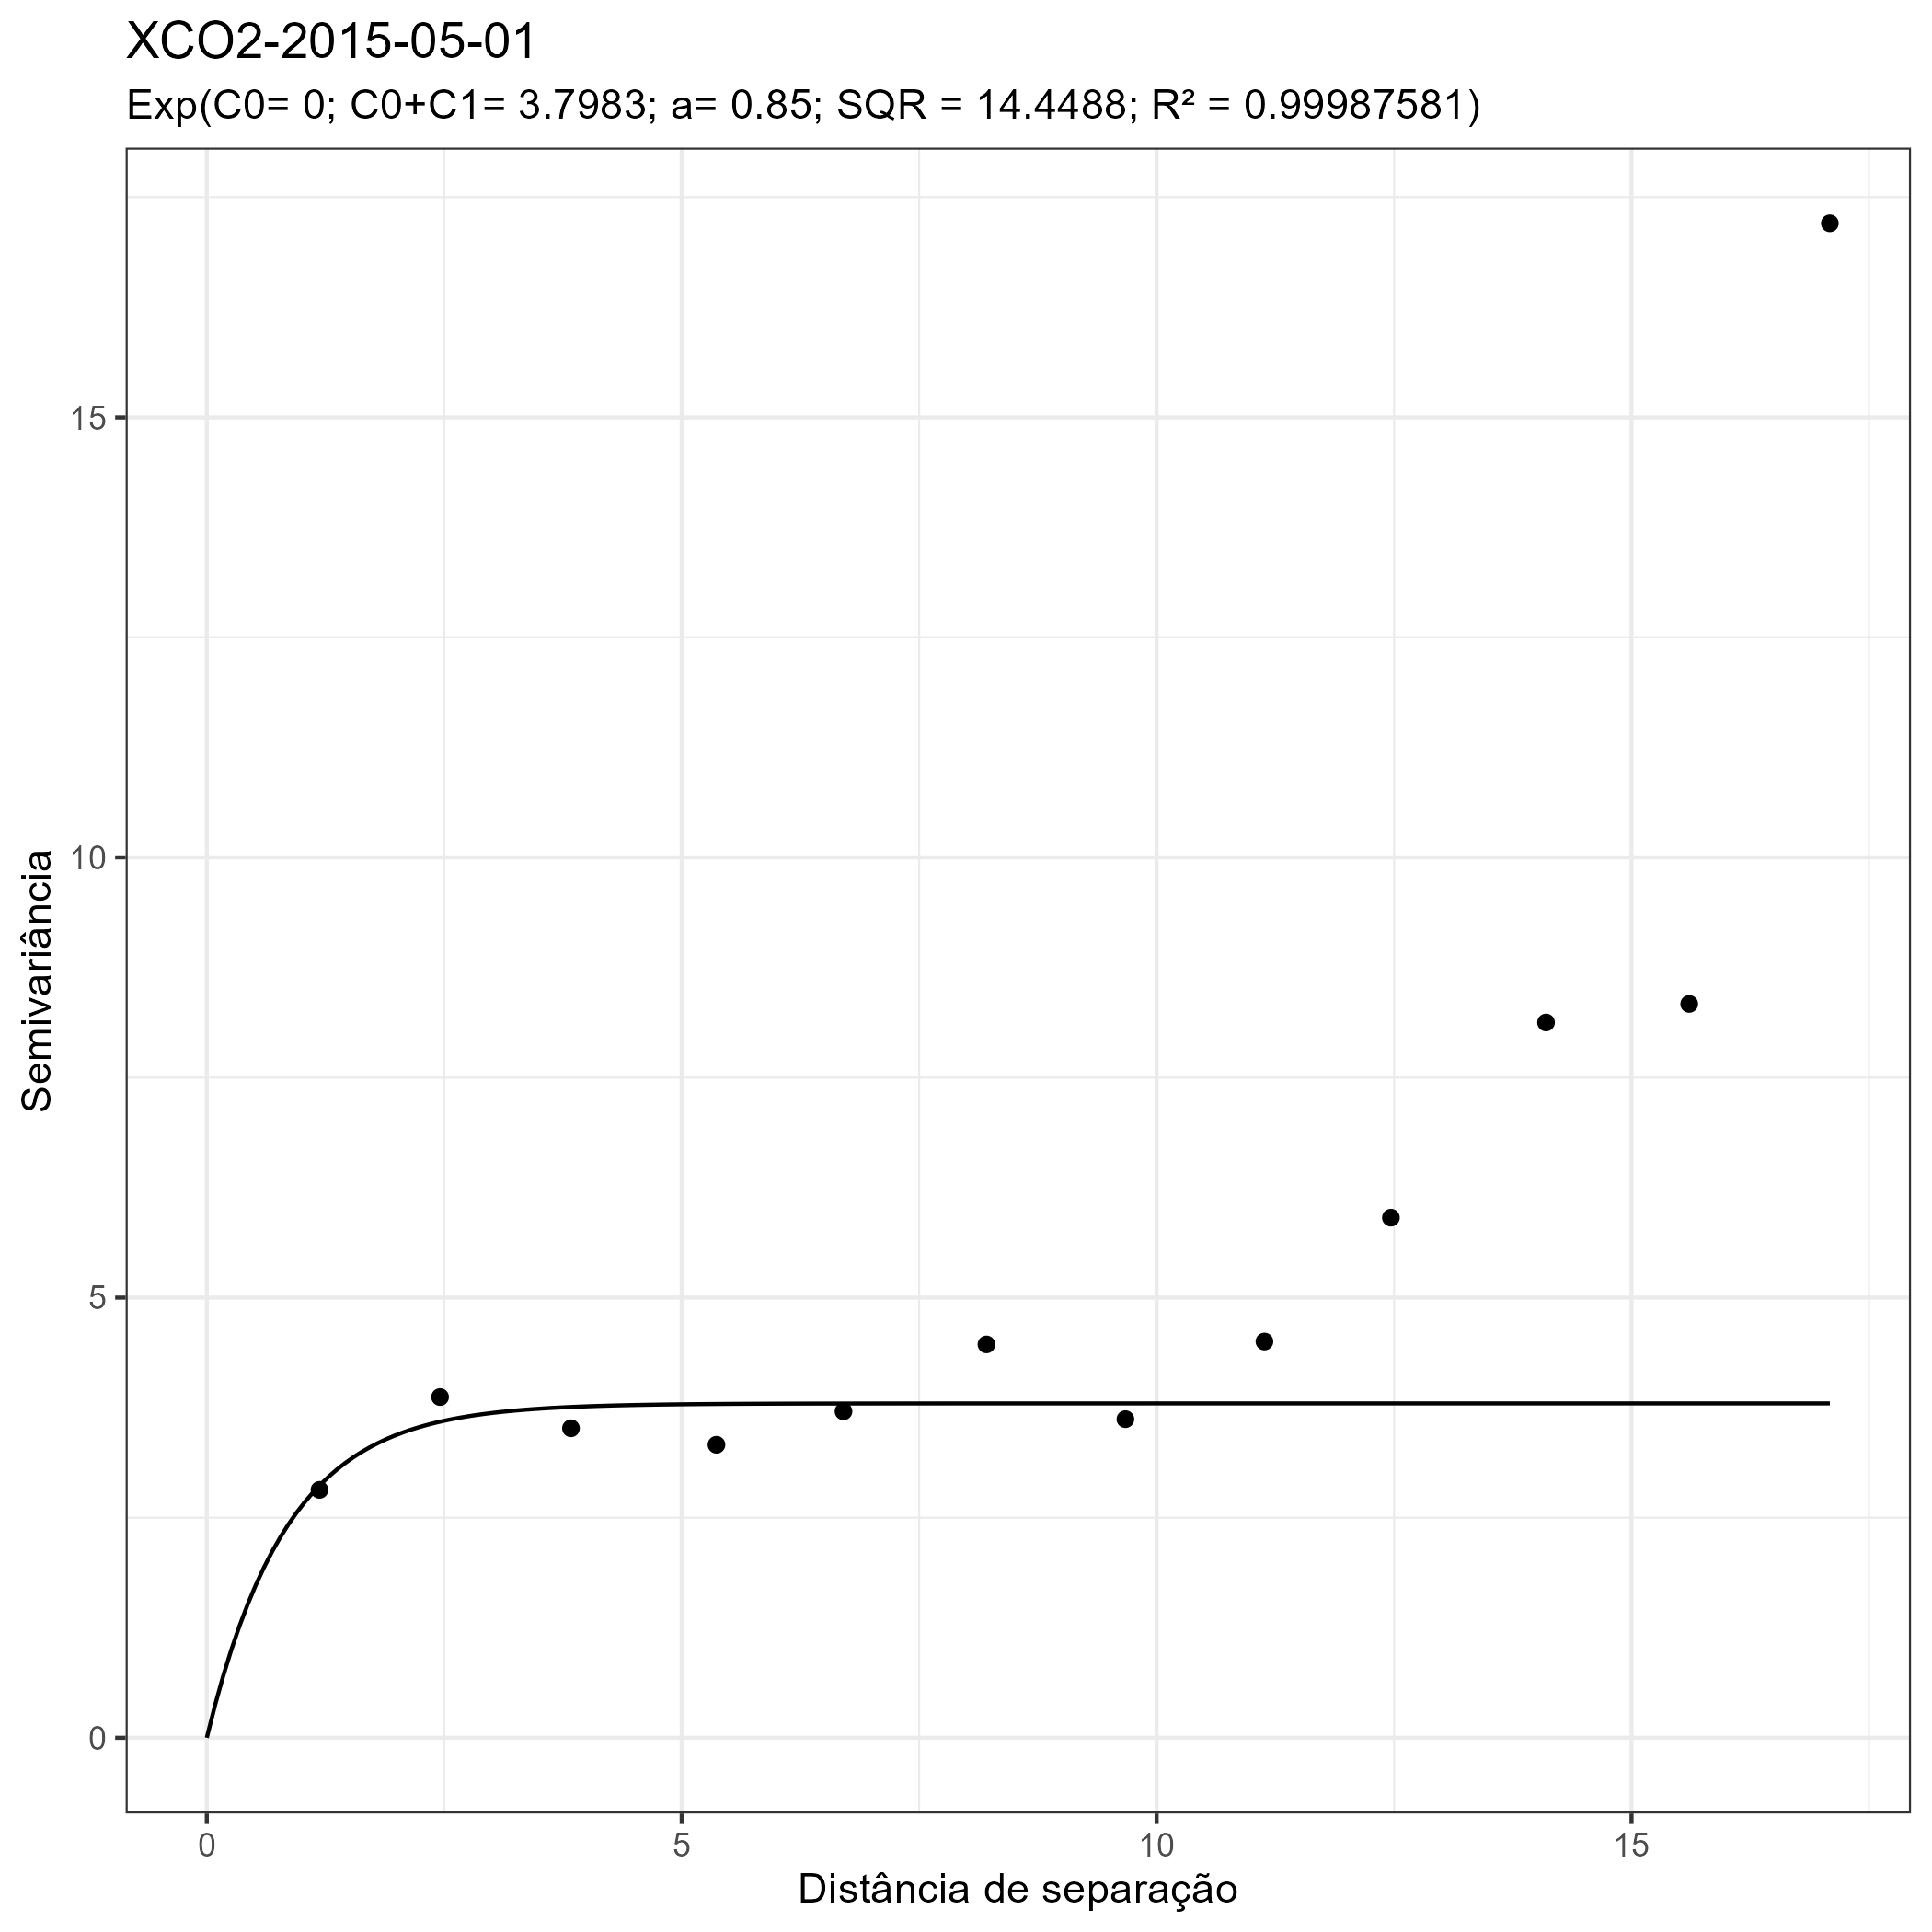 XCO2-2015-05-01
Exp(C0= 0; C0+C1= 3.7983; a= 0.85; SQR = 14.4488; R² = 0.99987581)
Semivariância
15
10
5
0
0 5 10 15
Distância de separação